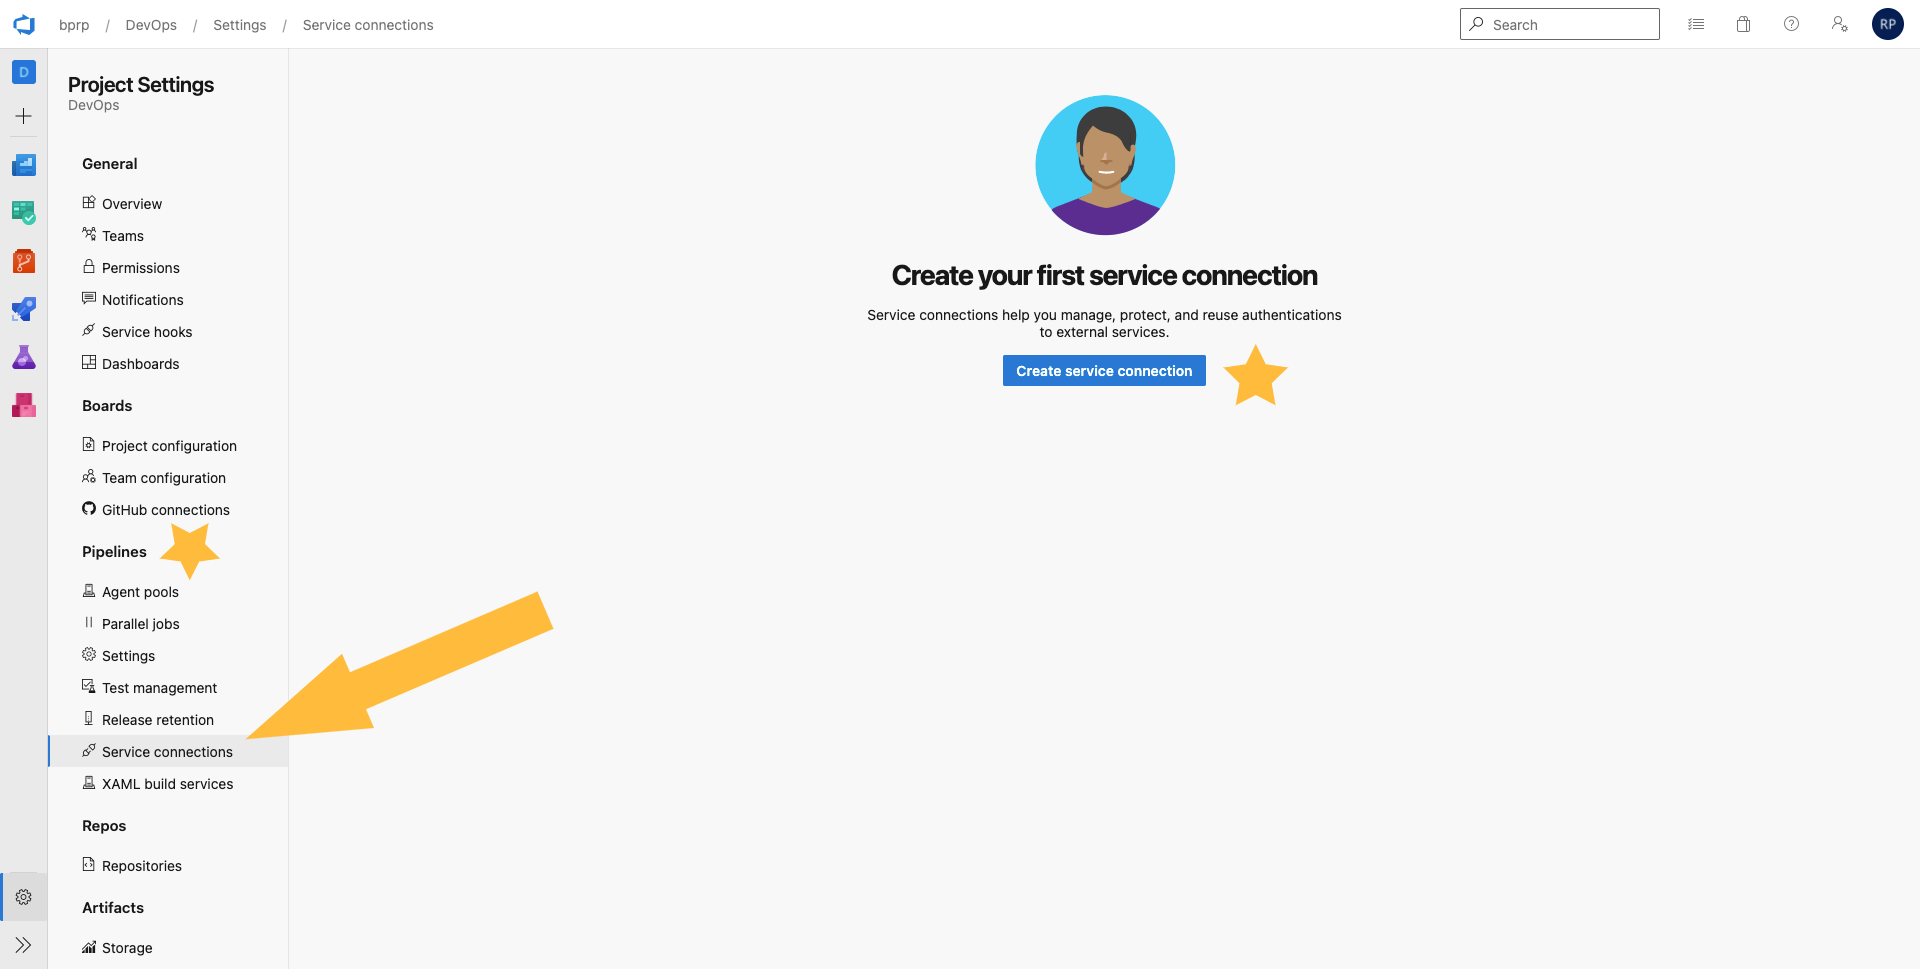 bprp / DevOps / Settings / Service connections
Search
RP
D
Project Settings
DevOps
General
Overview
Teams
Permissions
Notifications
Service hooks
Dashboards
Boards
Project configuration
Team configuration
GitHub connections
Pipelines
Agent pools
Parallel jobs
Settings
Test management
Release retention
Service connections
XAML build services
Repos
Repositories
Artifacts
Storage
Create your first service connection
Service connections help you manage, protect, and reuse authentications
to external services.
Create service connection